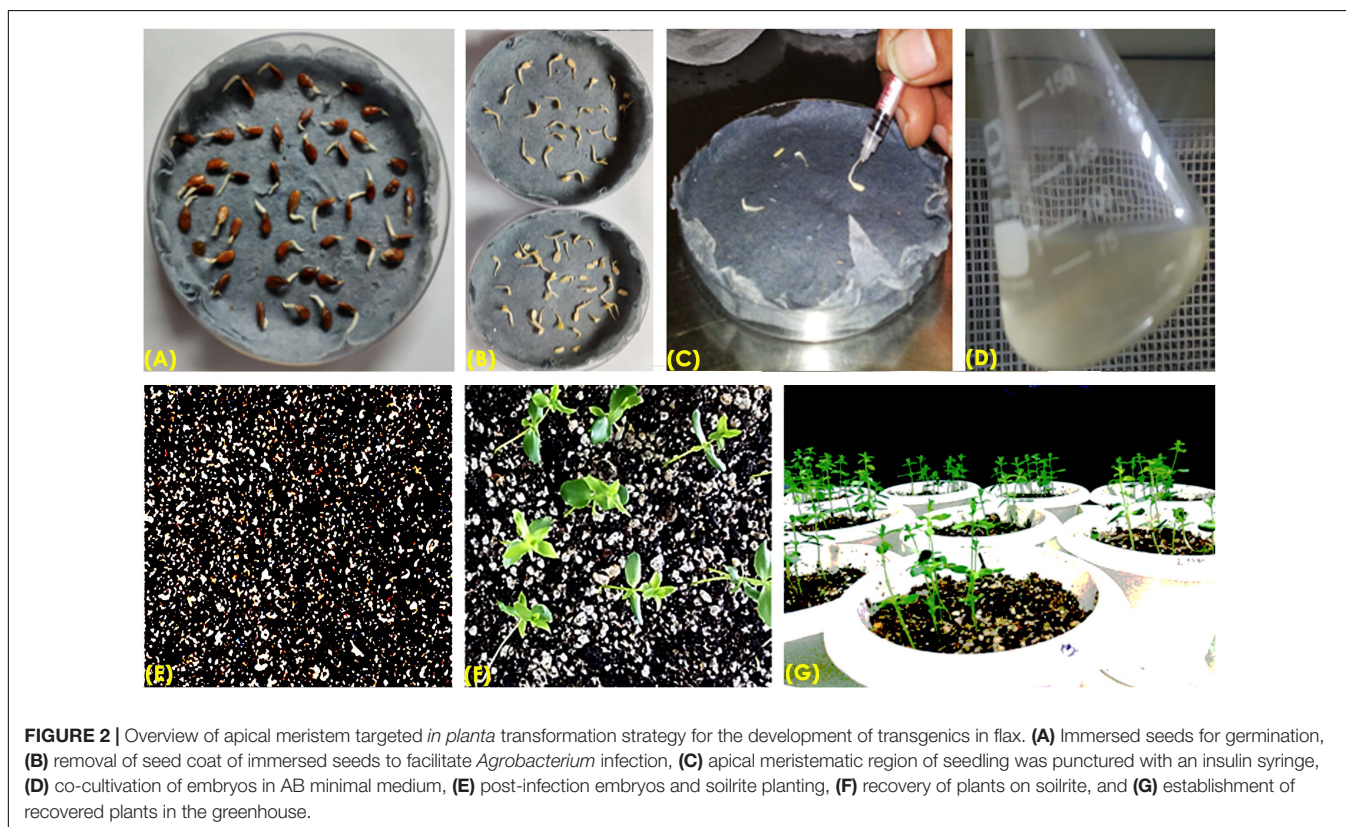 (A)
(B)
(C)
(D)
150
(E)
(F)
(G)
FIGURE 2 | Overview of apical meristem targeted in planta transformation strategy for the development of transgenics in flax. (A) Immersed seeds for germination,
(B) removal of seed coat of immersed seeds to facilitate Agrobacterium infection, (C) apical meristematic region of seedling was punctured with an insulin syringe,
(D) co-cultivation of embryos in AB minimal medium, (E) post-infection embryos and soilrite planting, (F) recovery of plants on soilrite, and (G) establishment of
recovered plants in the greenhouse.